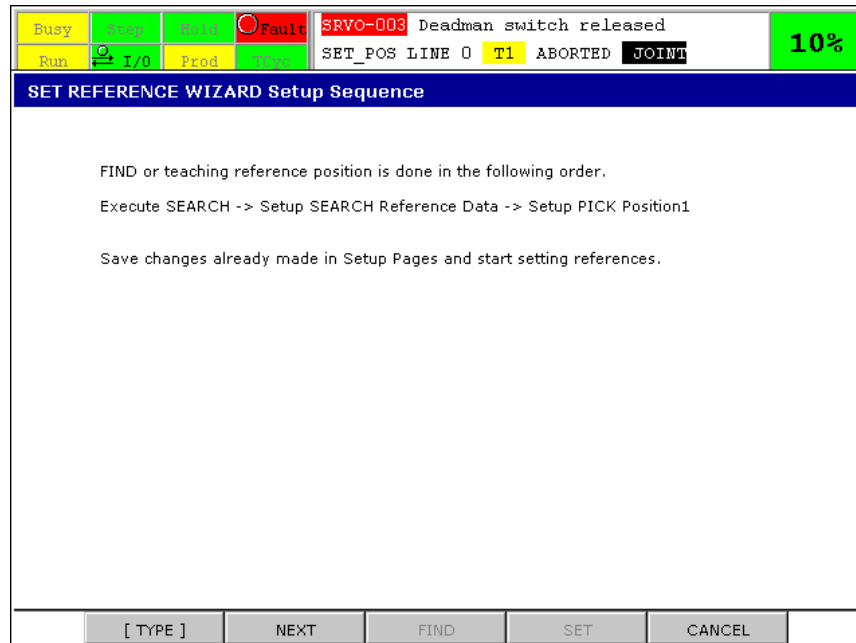 Busy Step Hold Fault SRVO-003 Deadman switch released
Run I/O Prod TCyc SET_POS LINE 0 T1 ABORTED JOINT 10%
SET REFERENCE WIZARD Setup Sequence
FIND or teaching reference position is done in the following order.
Execute SEARCH -> Setup SEARCH Reference Data -> Setup PICK Position1
Save changes already made in Setup Pages and start setting references.
[ TYPE ] NEXT FIND SET CANCEL